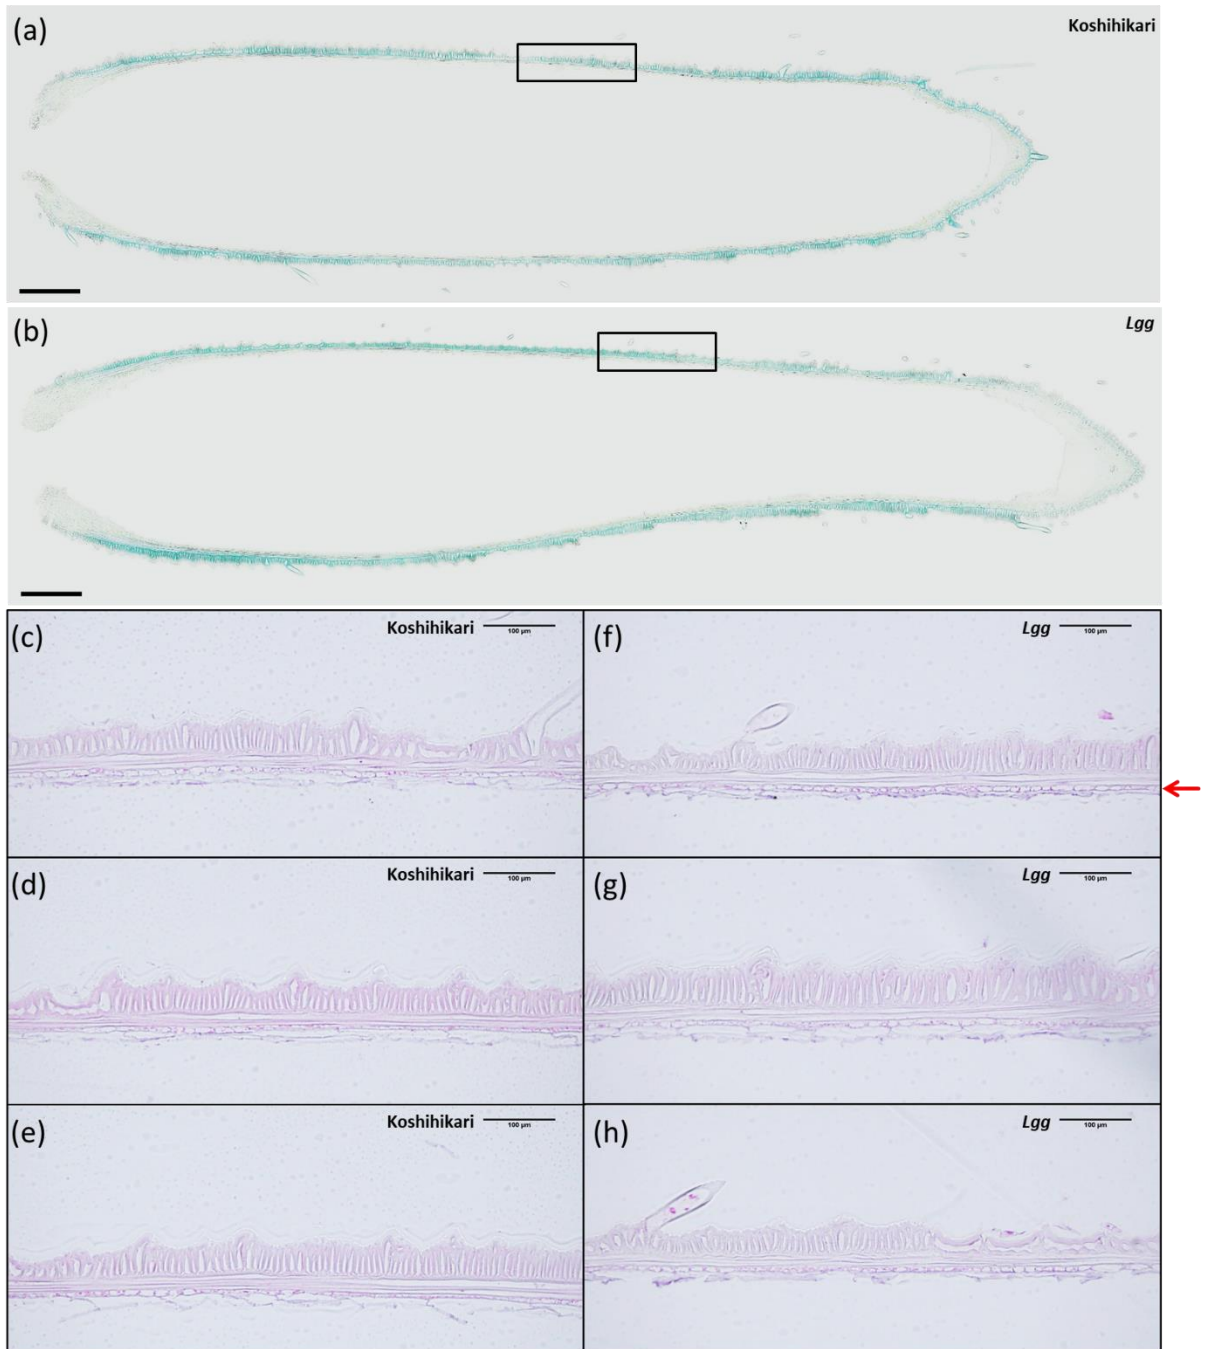 (a)
Koshihikari
(b)
Lgg
(c)
Koshihikari
100 μm
(f)
Lgg
100 μm
(d)
Koshihikari
100 μm
(g)
Lgg
100 μm
(e)
Koshihikari
100 μm
(h)
Lgg
100 μm